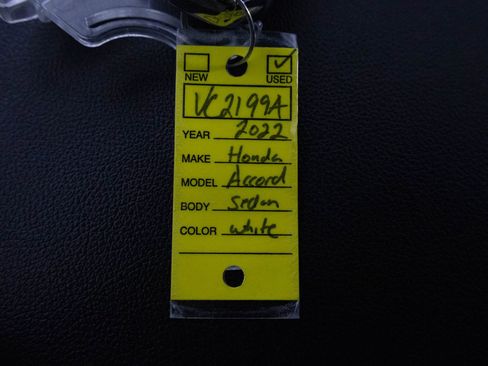 NEW USED
VC2199A
YEAR 2022
MAKE Honda
MODEL Accord
BODY Sedan
COLOR white